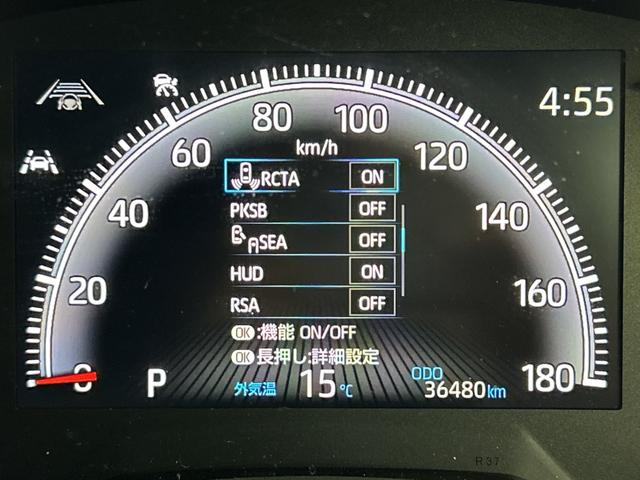 4:55
80 100
60 km/h 120
RCTA ON
40 PKSB OFF 140
SEA OFF
20 HUD ON 160
RSA OFF
OK:機能 ON/OFF
OK長押し:詳細設定
0 P 外気温 15℃ ODO 36480km 180
R37